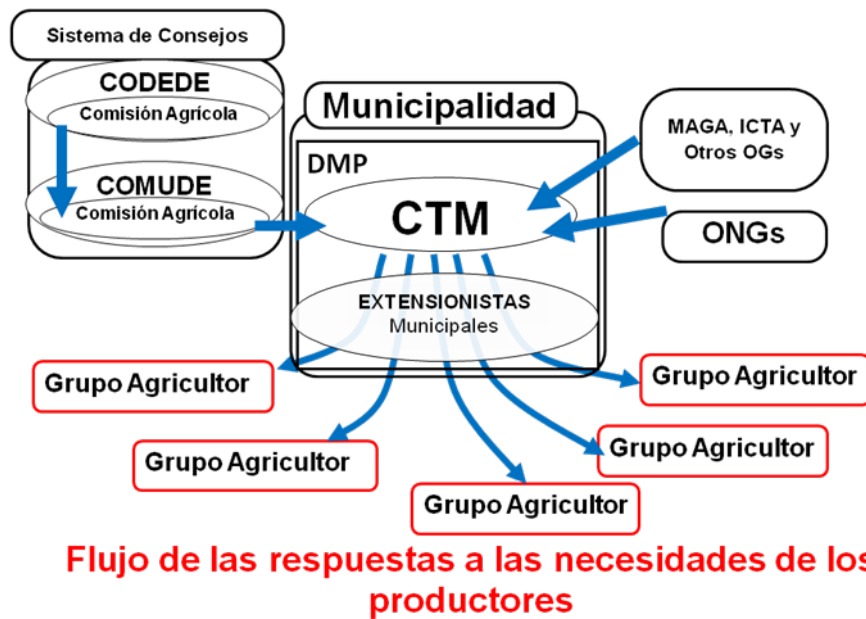 Sistema de Consejos
CODEDE
Comisión Agrícola
COMUDE
Comisión Agrícola
Municipalidad
DMP
CTM
EXTENSIONISTAS
Municipales
MAGA, ICTA y
Otros OGs
ONGs
Grupo Agricultor
Grupo Agricultor
Grupo Agricultor
Grupo Agricultor
Grupo Agricultor
Flujo de las respuestas a las necesidades de los
productores